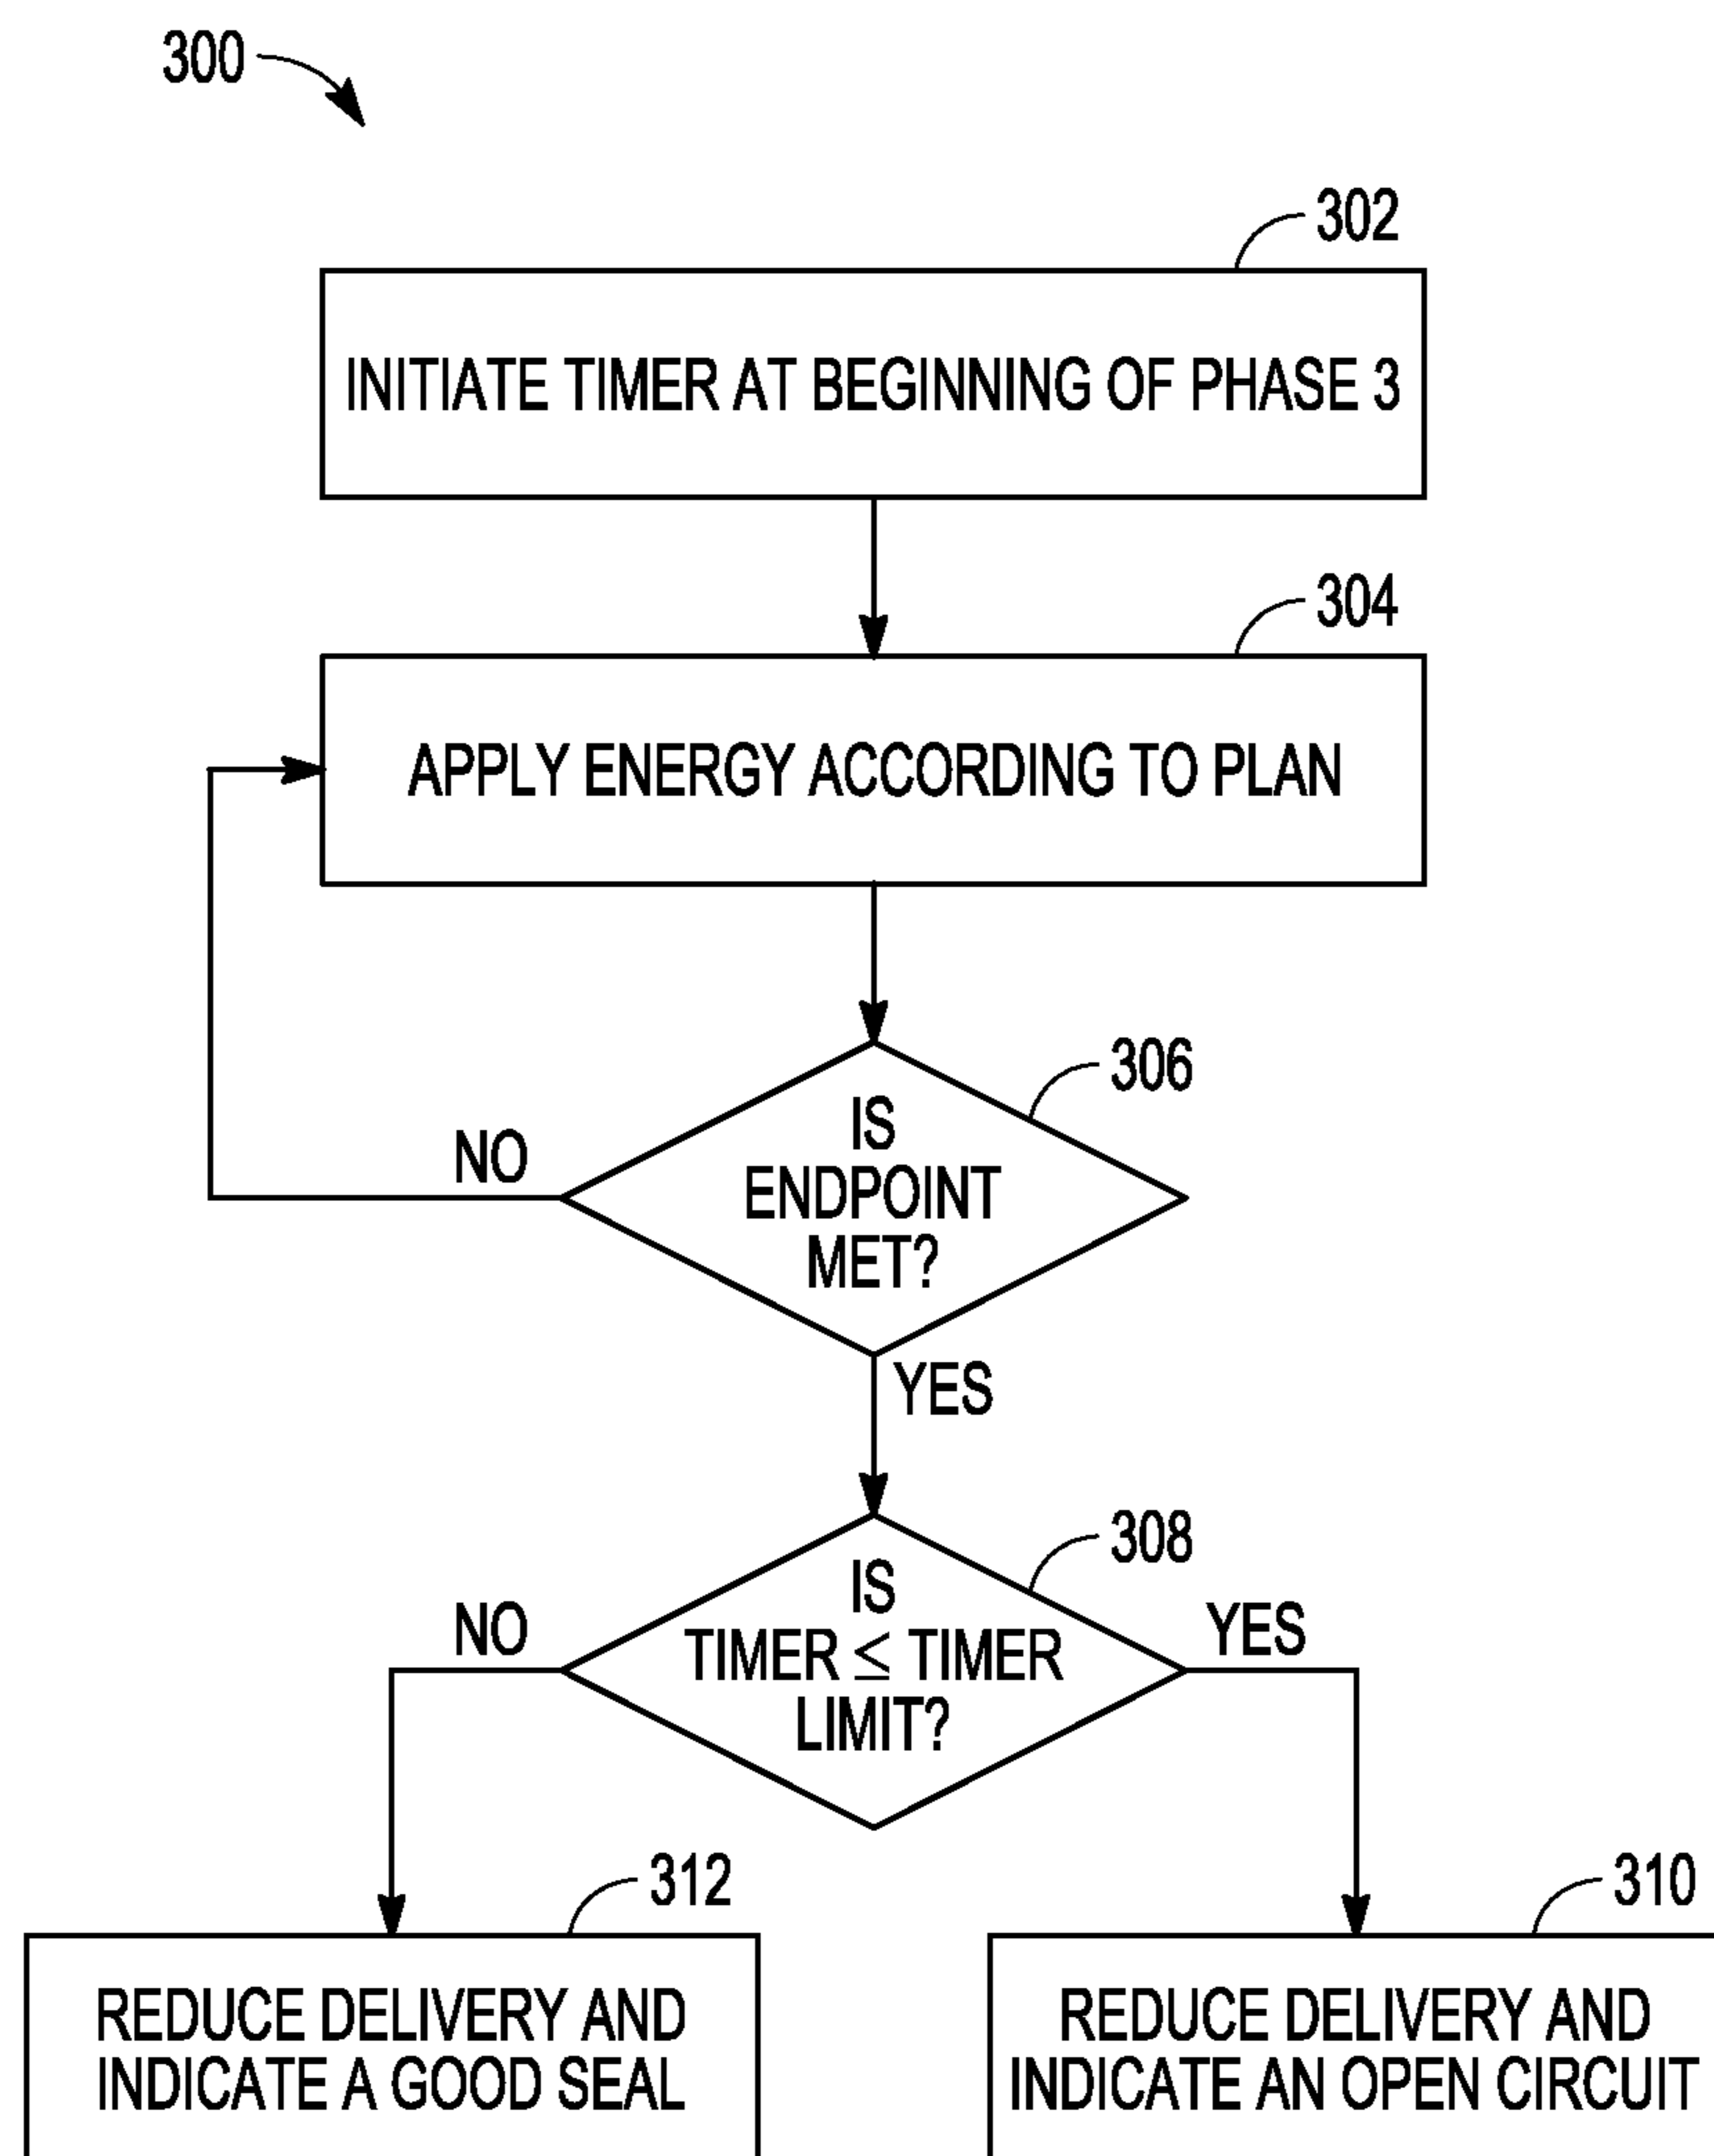 300
302
INITIATE TIMER AT BEGINNING OF PHASE 3
304
APPLY ENERGY ACCORDING TO PLAN
306
IS
ENDPOINT
MET?
NO
YES
308
IS
TIMER ≤ TIMER
LIMIT?
NO
YES
312
REDUCE DELIVERY AND
INDICATE A GOOD SEAL
310
REDUCE DELIVERY AND
INDICATE AN OPEN CIRCUIT